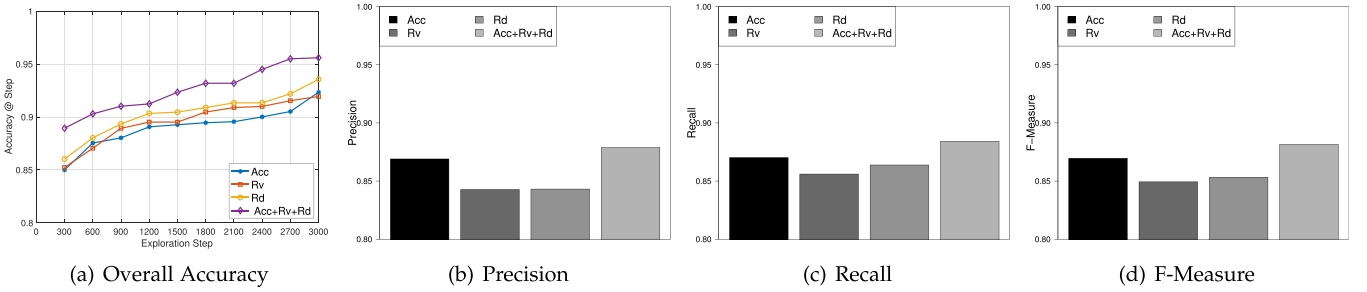 1
0.95
0.9
0.85
0.8
Accuracy @ Step
0 300 600 900 1200 1500 1800 2100 2400 2700 3000
Exploration Step
Acc
Rv
Rd
Acc+Rv+Rd
(a) Overall Accuracy
1.00
0.95
0.90
0.85
0.80
Precision
Acc Rd
Rv Acc+Rv+Rd
(b) Precision
1.00
0.95
0.90
0.85
0.80
Recall
Acc Rd
Rv Acc+Rv+Rd
(c) Recall
1.00
0.95
0.90
0.85
0.80
F−Measure
Acc Rd
Rv Acc+Rv+Rd
(d) F-Measure